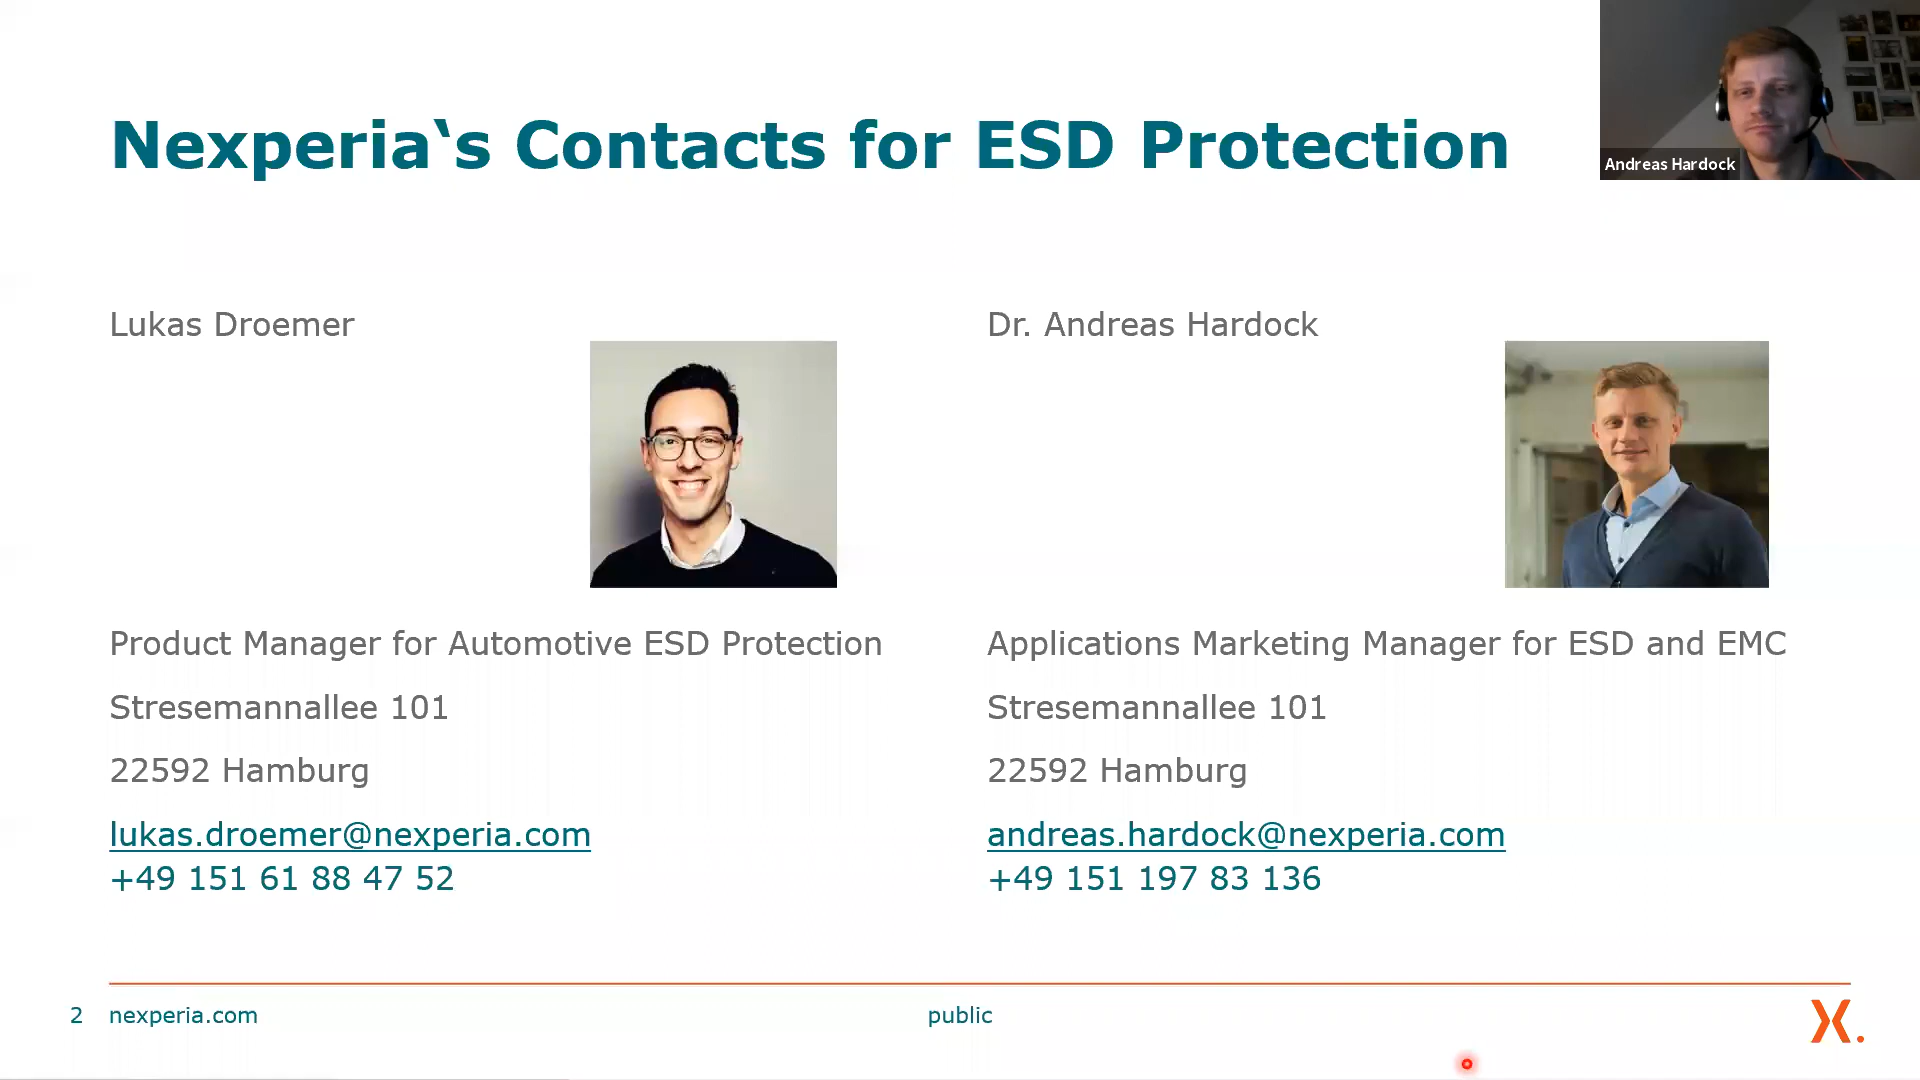 Nexperia‘s Contacts for ESD Protection
Andreas Hardock
Lukas Droemer
Product Manager for Automotive ESD Protection
Stresemannallee 101
22592 Hamburg
lukas.droemer@nexperia.com
+49 151 61 88 47 52
Dr. Andreas Hardock
Applications Marketing Manager for ESD and EMC
Stresemannallee 101
22592 Hamburg
andreas.hardock@nexperia.com
+49 151 197 83 136
2 nexperia.com public